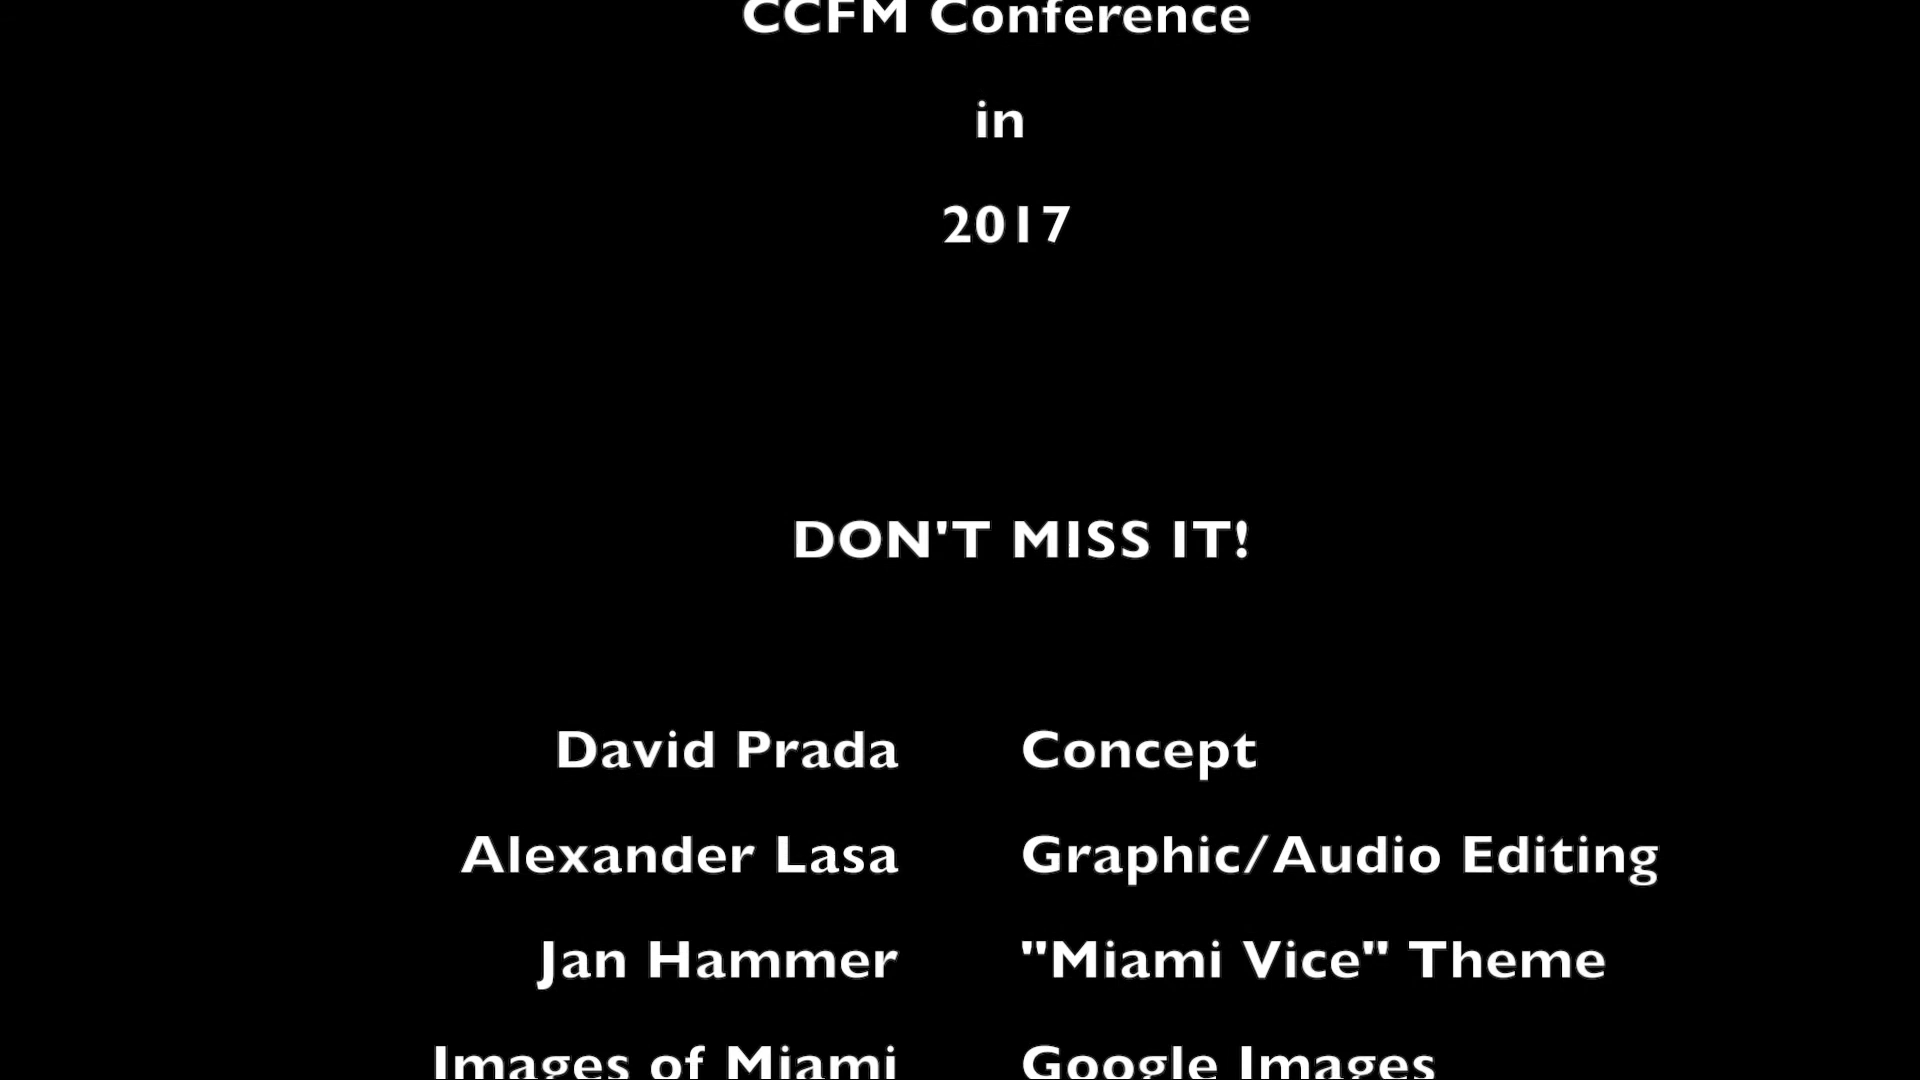 CCFM Conference
in
2017
DON'T MISS IT!
David Prada Concept
Alexander Lasa Graphic/Audio Editing
Jan Hammer "Miami Vice" Theme
Images of Miami Google Images